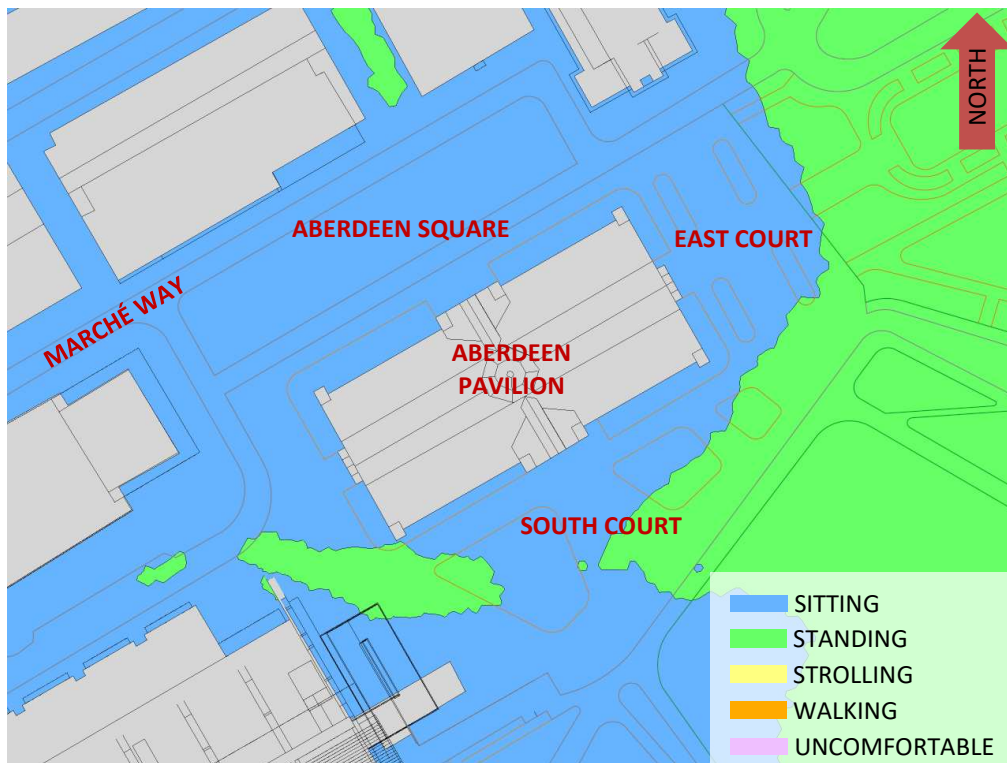 NORTH
ABERDEEN SQUARE
EAST COURT
MARCHÉ WAY
ABERDEEN
PAVILION
SOUTH COURT
SITTING
STANDING
STROLLING
WALKING
UNCOMFORTABLE